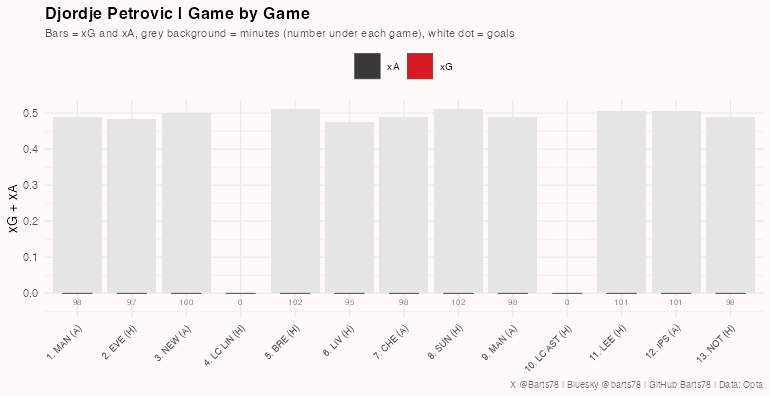 Djordje Petrovic | Game by Game
Bars = xG and xA, grey background = minutes (number under each game), white dot = goals
xA xG
xG + xA
0.5
0.4
0.3
0.2
0.1
0.0
98 97 100 0 102 95 98 102 98 0 101 101 98
1. MAN (A)
2. EVE (H)
3. NEW (A)
4. LC LIN (H)
5. BRE (H)
6. LIV (H)
7. CHE (A)
8. SUN (H)
9. MAN (A)
10. LC AST (H)
11. LEE (H)
12. IPS (A)
13. NOT (H)
X @Barts78 | Bluesky @barts78 | GitHub Barts78 | Data: Opta